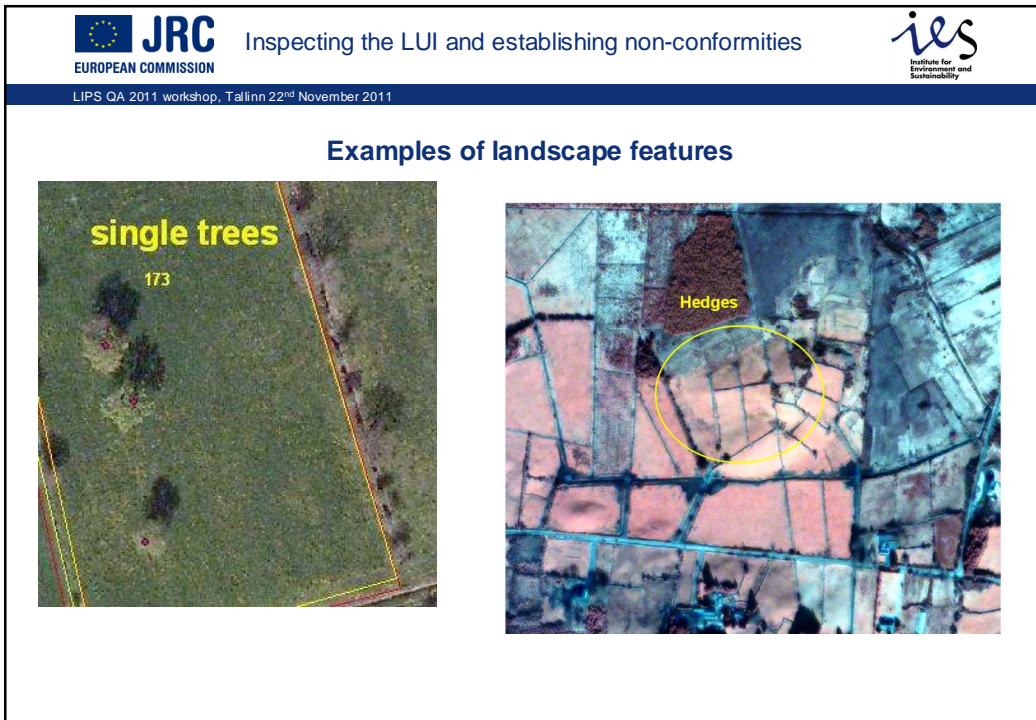 JRC
EUROPEAN COMMISSION
Inspecting the LUI and establishing non-conformities
ies
Institute for
Environment and
Sustainability
LIPS QA 2011 workshop, Tallinn 22nd November 2011
Examples of landscape features
single trees
173
Hedges